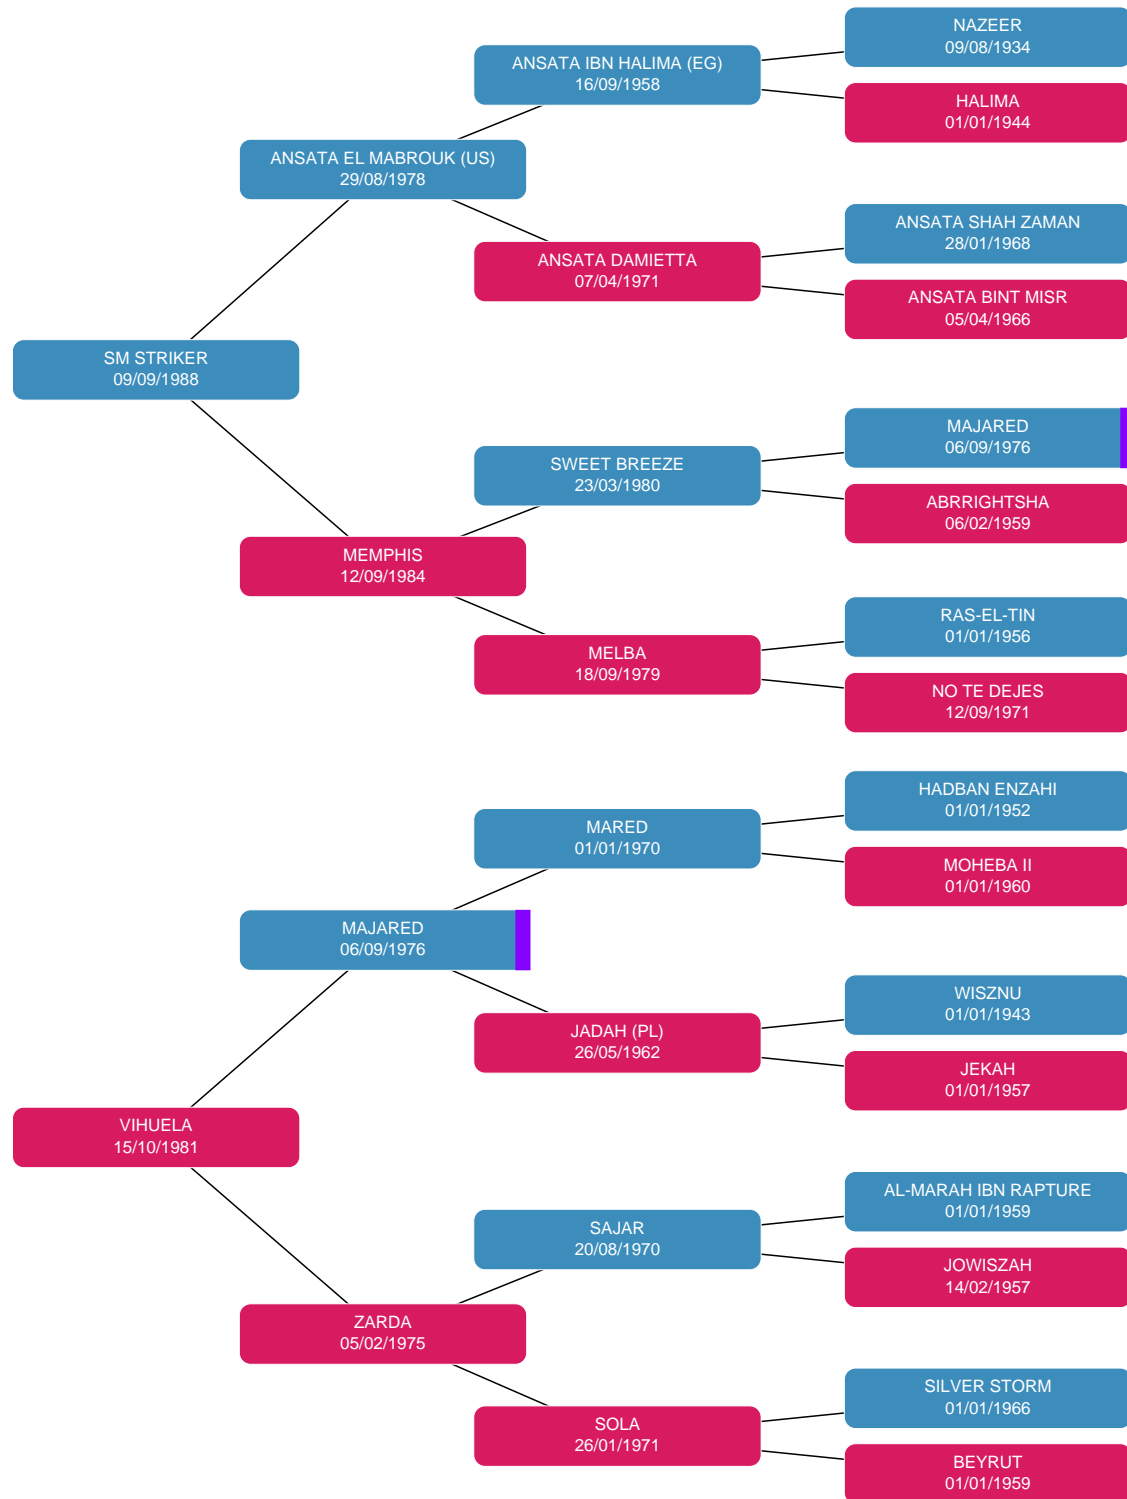 NAZEER
09/08/1934
ANSATA IBN HALIMA (EG)
16/09/1958
HALIMA
01/01/1944
ANSATA EL MABROUK (US)
29/08/1978
ANSATA SHAH ZAMAN
28/01/1968
ANSATA DAMIETTA
07/04/1971
ANSATA BINT MISR
05/04/1966
SM STRIKER
09/09/1988
MAJARED
06/09/1976
SWEET BREEZE
23/03/1980
ABRRIGHTSHA
06/02/1959
MEMPHIS
12/09/1984
RAS-EL-TIN
01/01/1956
MELBA
18/09/1979
NO TE DEJES
12/09/1971
HADBAN ENZAHI
01/01/1952
MARED
01/01/1970
MOHEBA II
01/01/1960
MAJARED
06/09/1976
WISZNU
01/01/1943
JADAH (PL)
26/05/1962
JEKAH
01/01/1957
VIHUELA
15/10/1981
AL-MARAH IBN RAPTURE
01/01/1959
SAJAR
20/08/1970
JOWISZAH
14/02/1957
ZARDA
05/02/1975
SILVER STORM
01/01/1966
SOLA
26/01/1971
BEYRUT
01/01/1959